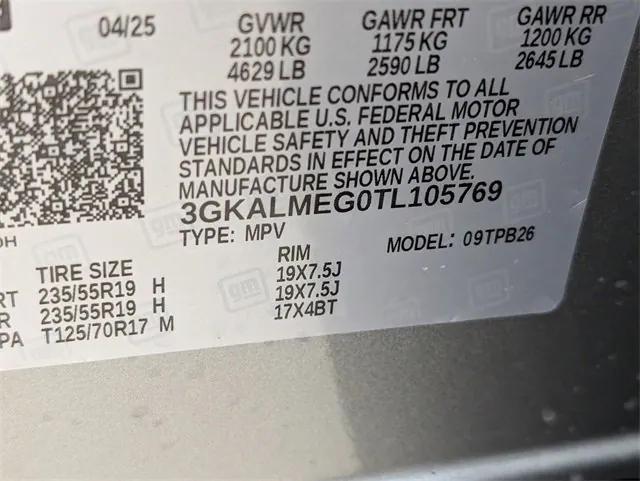 04/25 GVWR GAWR FRT GAWR RR
2100 KG 1175 KG 1200 KG
4629 LB 2590 LB 2645 LB
THIS VEHICLE CONFORMS TO ALL
APPLICABLE U.S. FEDERAL MOTOR
VEHICLE SAFETY AND THEFT PREVENTION
STANDARDS IN EFFECT ON THE DATE OF
MANUFACTURE SHOWN ABOVE.
3GKALMEG0TL105769
TYPE: MPV MODEL: 09TPB26
TIRE SIZE RIM
RT 235/55R19 H 19X7.5J
R 235/55R19 H 19X7.5J
PA T125/70R17 M 17X4BT